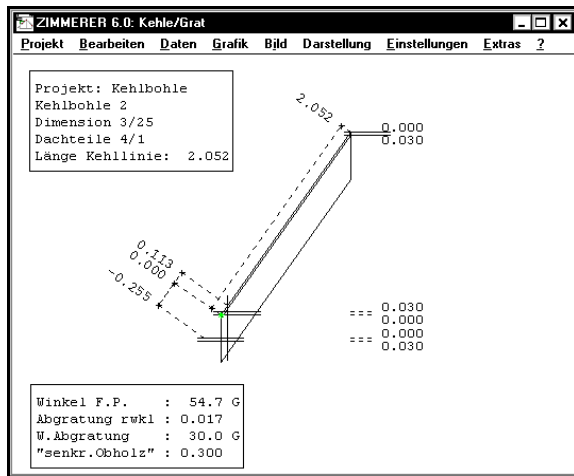 ZIMMERER 6.0: Kehle/Grat
Projekt Bearbeiten Daten Grafik Bild Darstellung Einstellungen Extras ?
Projekt: Kehlbohle
Kehlbohle 2
Dimension 3/25
Dachteile 4/1
Länge Kehllinie: 2.052
2.052
0.000
0.030
0.113
0.000
-0.255
0.030
0.000
0.000
0.030
Winkel F.P. : 54.7 G
Abgratung rwkl : 0.017
W.Abgratung : 30.0 G
"senkr.Obholz" : 0.300